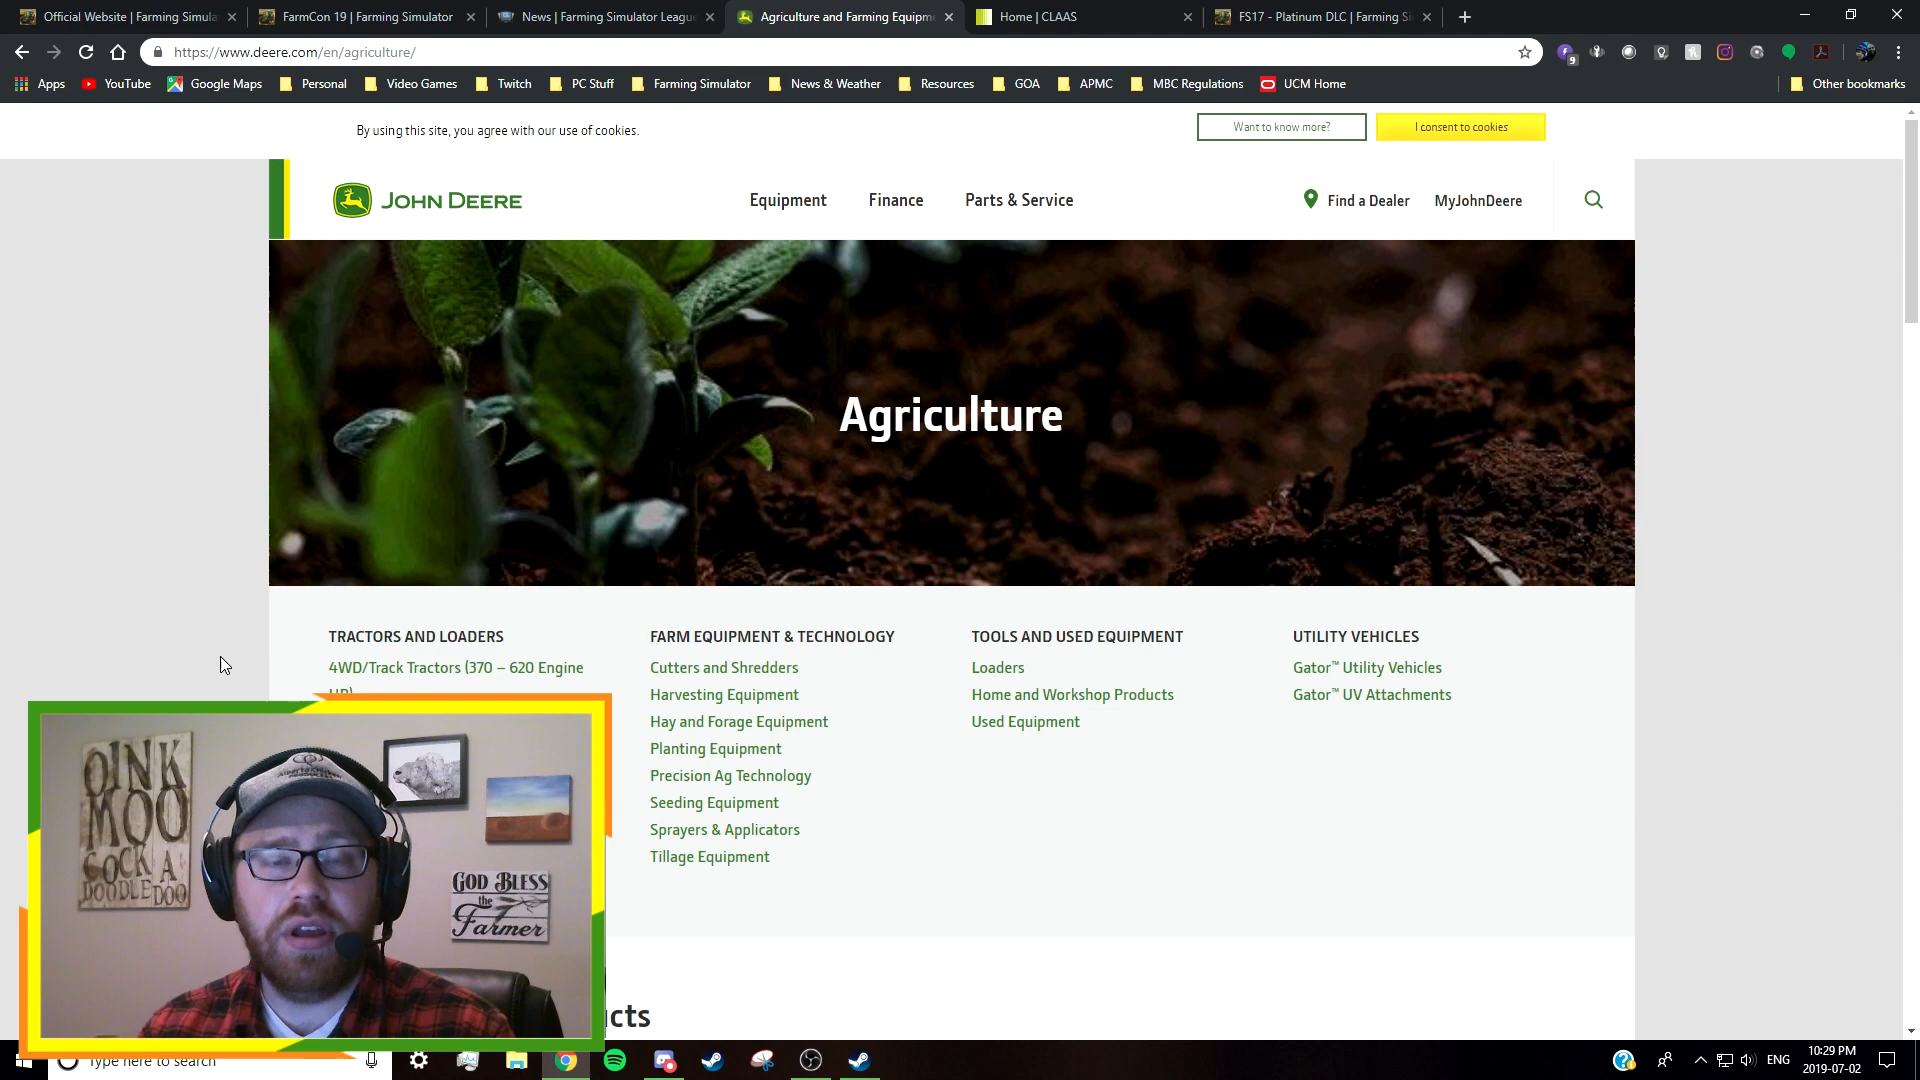 Official Website | Farming Simula
FarmCon 19 | Farming Simulator
News | Farming Simulator Leagu
Agriculture and Farming Equipm
Home | CLAAS
FS17 - Platinum DLC | Farming Si
https://www.deere.com/en/agriculture/
9
Apps
YouTube
Google Maps
Personal
Video Games
Twitch
PC Stuff
Farming Simulator
News & Weather
Resources
GOA
APMC
MBC Regulations
UCM Home
Other bookmarks
By using this site, you agree with our use of cookies.
Want to know more?
I consent to cookies
JOHN DEERE
Equipment
Finance
Parts & Service
Find a Dealer
MyJohnDeere
Agriculture
TRACTORS AND LOADERS
4WD/Track Tractors (370 – 620 Engine
HP)
FARM EQUIPMENT & TECHNOLOGY
Cutters and Shredders
Harvesting Equipment
Hay and Forage Equipment
Planting Equipment
Precision Ag Technology
Seeding Equipment
Sprayers & Applicators
Tillage Equipment
TOOLS AND USED EQUIPMENT
Loaders
Home and Workshop Products
Used Equipment
UTILITY VEHICLES
Gator™ Utility Vehicles
Gator™ UV Attachments
OINK
MOO
COCK A
DOODLE DOO
GOD BLESS
the
Farmer
ucts
Type here to search
ENG
10:29 PM
2019-07-02